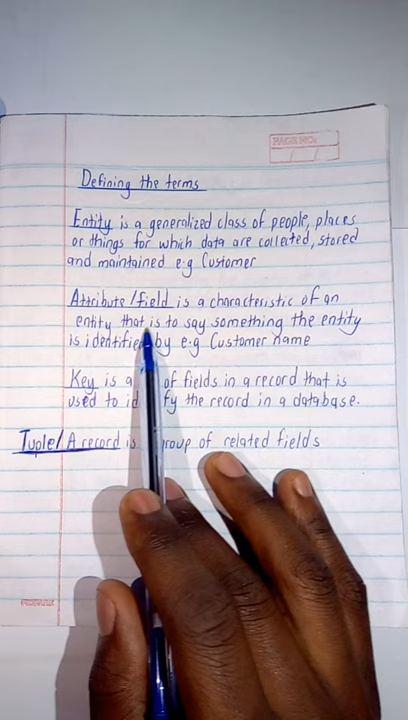 PAGE NO:
Defining the terms
Entity is a generalized class of people, places
or things for which data are collated, stored
and maintained e.g Customer
Attribute/field is a characteristic of an
entity that is to say something the entity
is identified by e.g Customer name
Key is a of fields in a record that is
used to id fy the record in a database.
Tuple/A record is roup of related fields